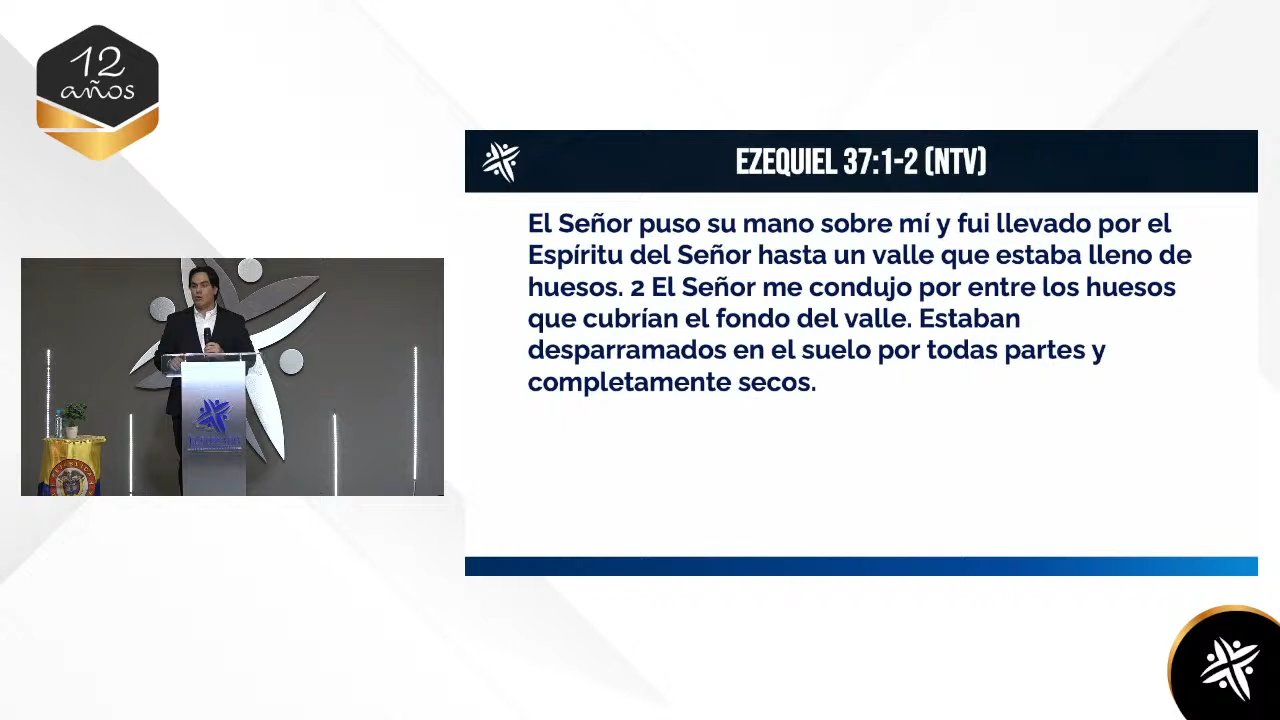 12
años
EZEQUIEL 37:1-2 (NTV)
El Señor puso su mano sobre mí y fui llevado por el
Espíritu del Señor hasta un valle que estaba lleno de
huesos. 2 El Señor me condujo por entre los huesos
que cubrían el fondo del valle. Estaban
desparramados en el suelo por todas partes y
completamente secos.